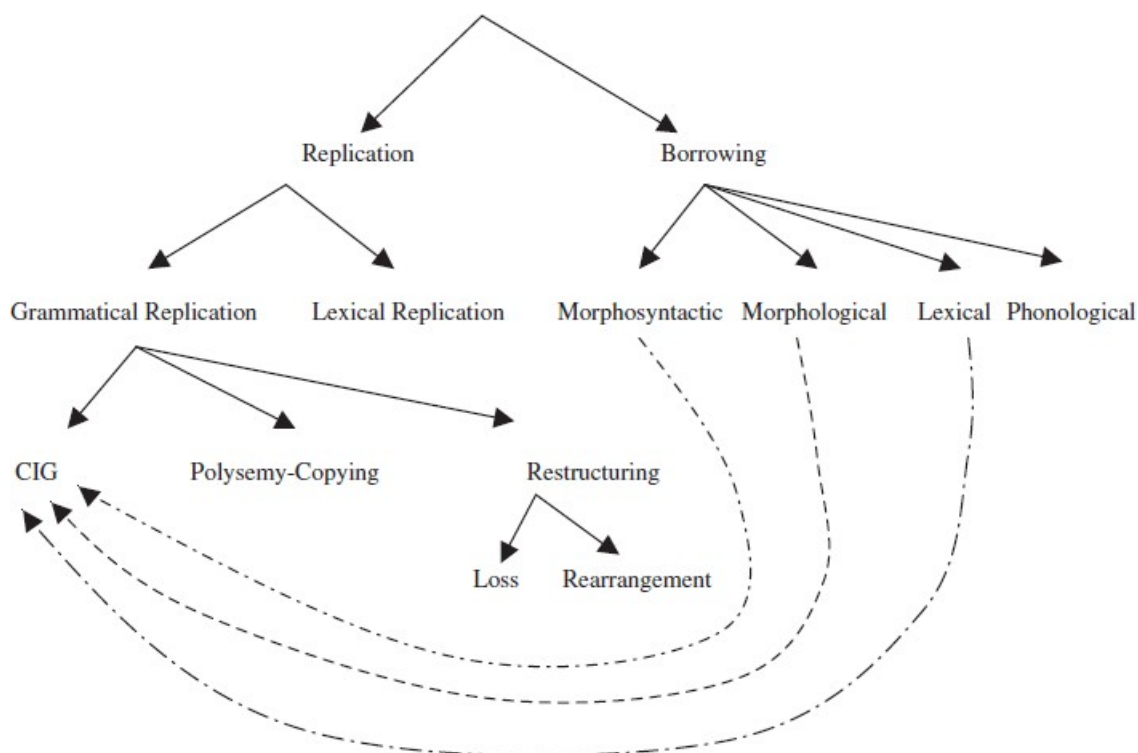 Replication Borrowing
Grammatical Replication Lexical Replication Morphosyntactic Morphological Lexical Phonological
CIG Polysemy-Copying Restructuring
Loss Rearrangement